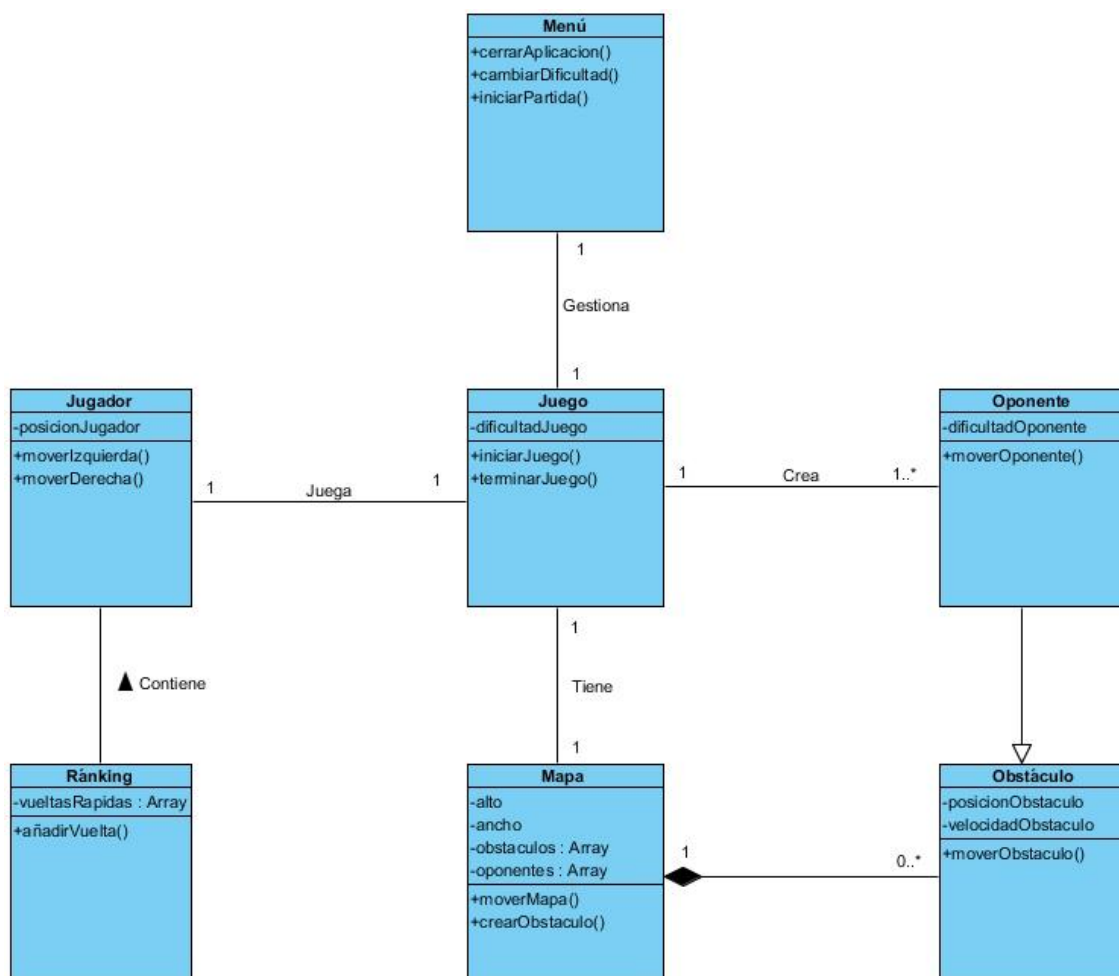 Menú
+cerrarAplicacion()
+cambiarDificultad()
+iniciarPartida()
1
Gestiona
1
Jugador
-posicionJugador
+moverIzquierda()
+moverDerecha()
1
Juega
1
Juego
-dificultadJuego
+iniciarJuego()
+terminarJuego()
1
Crea
1..*
Oponente
-dificultadOponente
+moverOponente()
Contiene
1
Tiene
1
Ránking
-vueltasRapidas : Array
+añadirVuelta()
Mapa
-alto
-ancho
-obstaculos : Array
-oponentes : Array
+moverMapa()
+crearObstaculo()
1
0..*
Obstáculo
-posicionObstaculo
-velocidadObstaculo
+moverObstaculo()